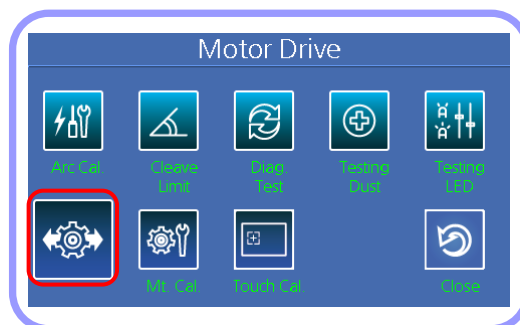 Motor Drive
Arc Cal.
Cleave
Limit
Diag.
Test
Testing
Dust
Testing
LED
Mt. Cal.
Touch Cal.
Close